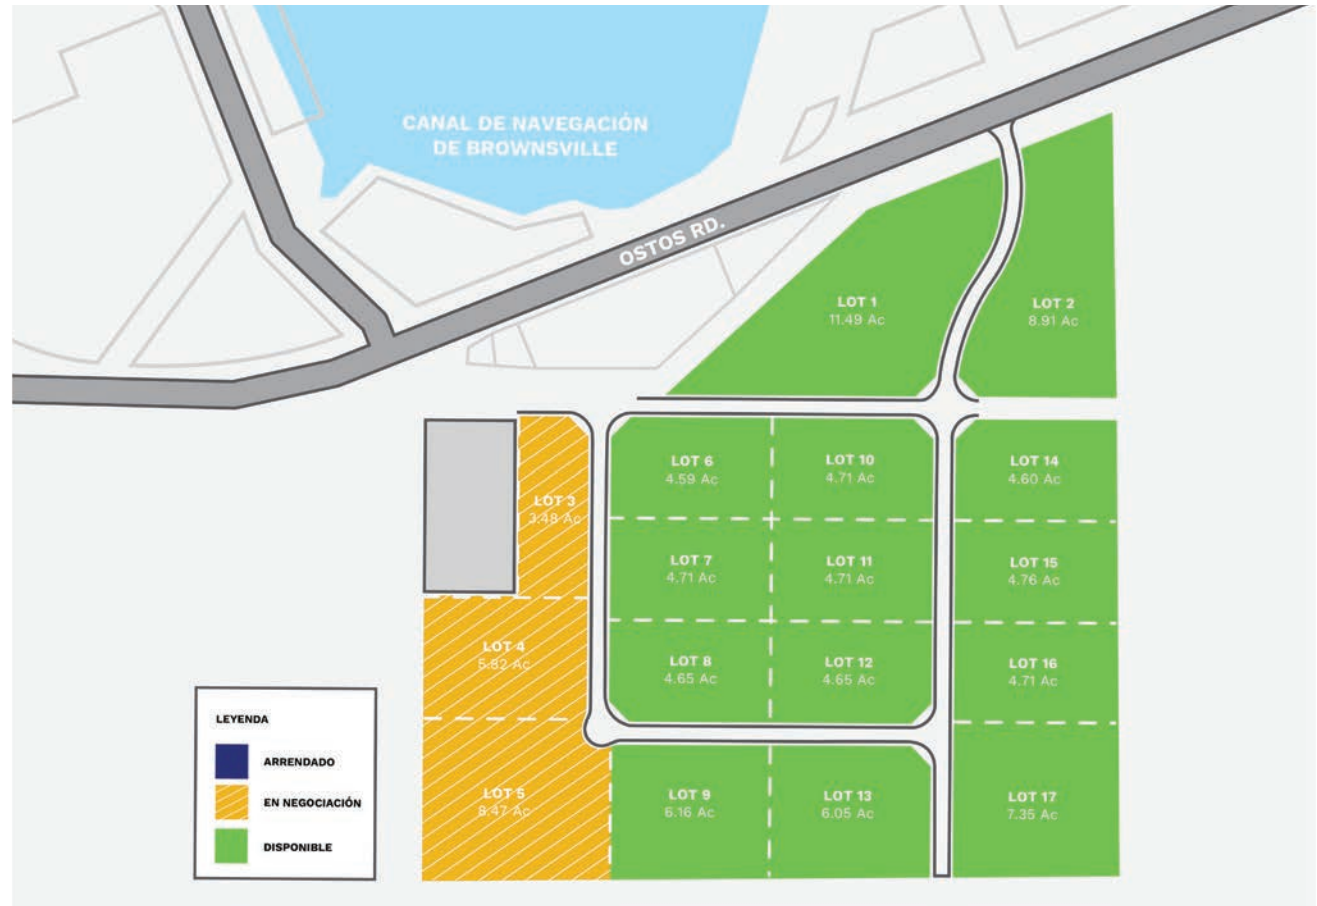 CANAL DE NAVEGACIÓN
DE BROWNSVILLE
OSTOS RD.
LOT 1
11.49 Ac
LOT 2
8.91 Ac
LOT 3
3.48 Ac
LOT 4
5.82 Ac
LOT 5
8.47 Ac
LOT 6
4.59 Ac
LOT 7
4.71 Ac
LOT 8
4.65 Ac
LOT 9
6.16 Ac
LOT 10
4.71 Ac
LOT 11
4.71 Ac
LOT 12
4.65 Ac
LOT 13
6.05 Ac
LOT 14
4.60 Ac
LOT 15
4.76 Ac
LOT 16
4.71 Ac
LOT 17
7.35 Ac
LEYENDA
ARRENDADO
EN NEGOCIACIÓN
DISPONIBLE